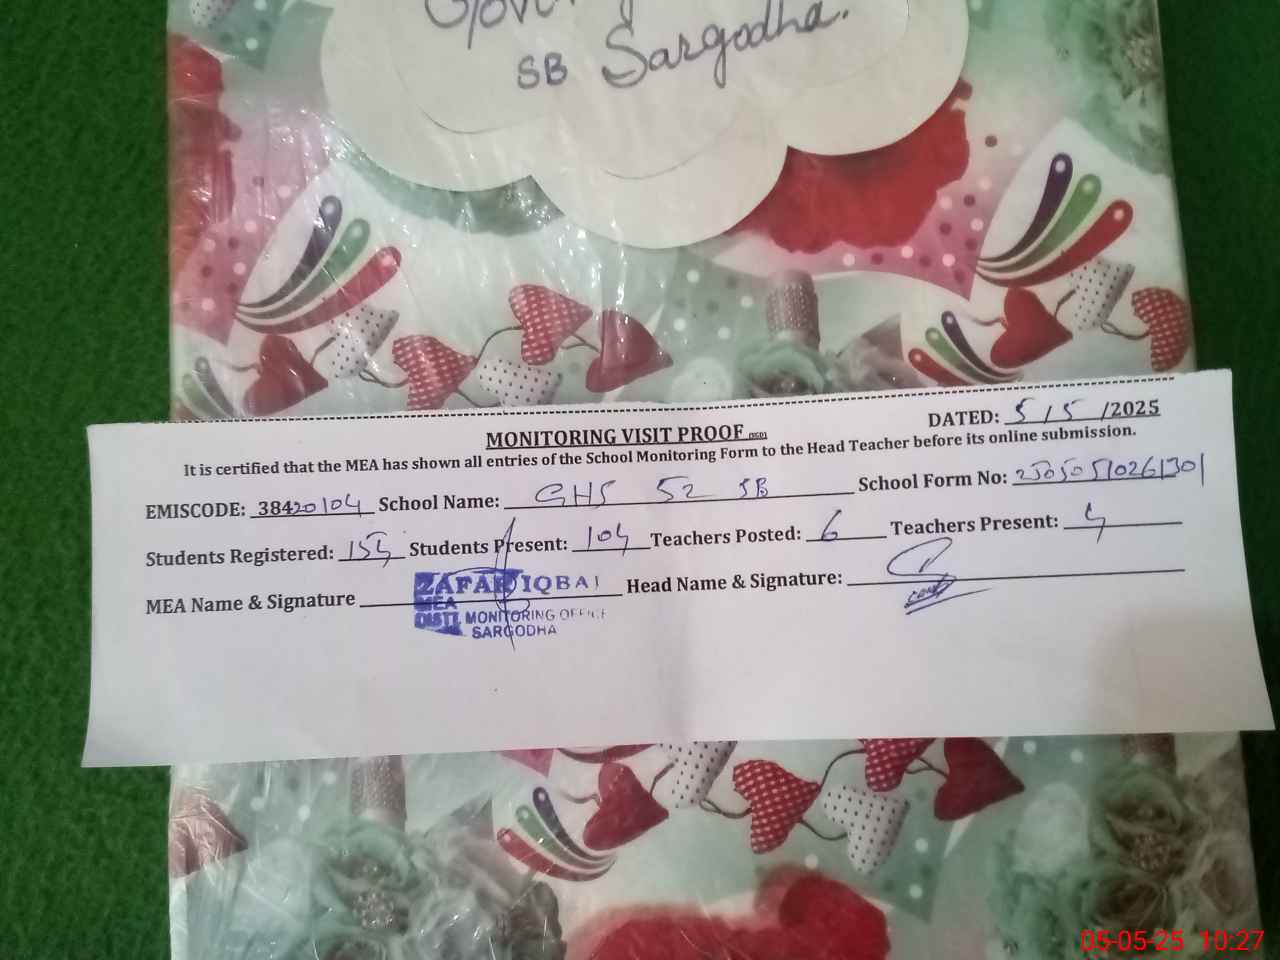 SB Sargodha.
DATED: 5/5/2025
MONITORING VISIT PROOF
It is certified that the MEA has shown all entries of the School Monitoring Form to the Head Teacher before its online submission.
EMISCODE: 38420104 School Name: GHS 52 SB School Form No:
Students Registered: 154 Students Present: 104 Teachers Posted: 6 Teachers Present: 4
MEA Name & Signature Head Name & Signature:
ZAFAR IQBAL
MEA
DISTT. MONITORING OFFICE
SARGODHA
05-05-25 10:27